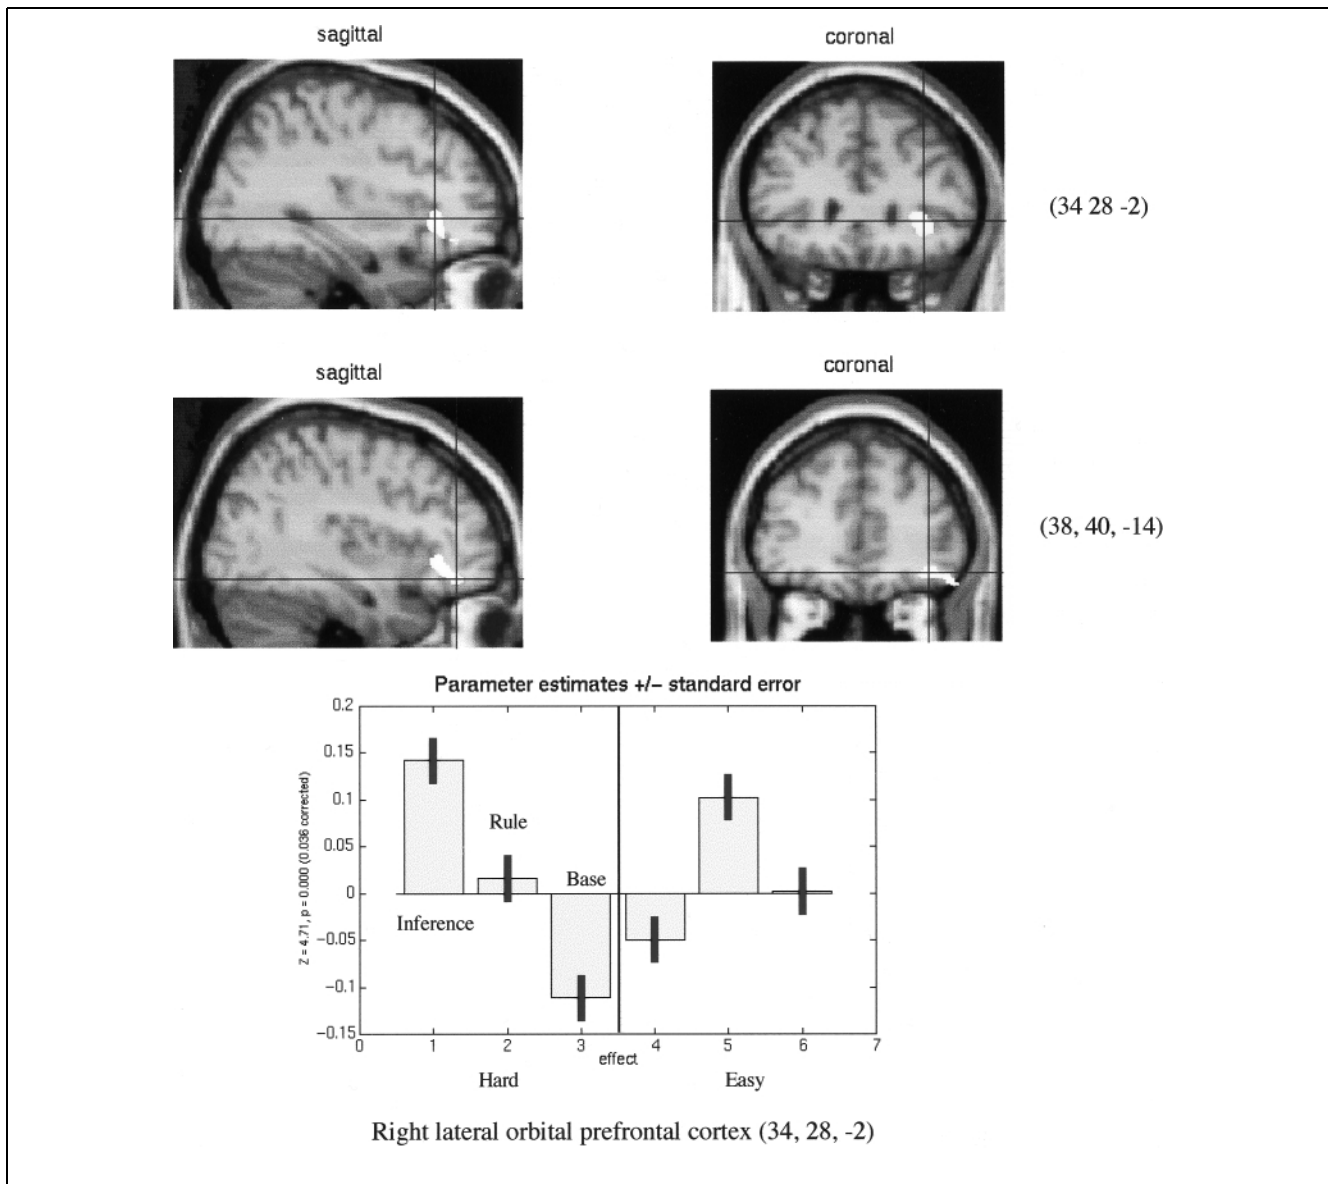 sagittal
coronal
(34 28 -2)
sagittal
coronal
(38, 40, -14)
Parameter estimates +/− standard error
Z = 4.71, p = 0.000 (0.036 corrected)
0.2
0.15
0.1
0.05
0
−0.05
−0.1
−0.15
Rule
Base
Inference
0 1 2 3 4 5 6 7
effect
Hard Easy
Right lateral orbital prefrontal cortex (34, 28, -2)